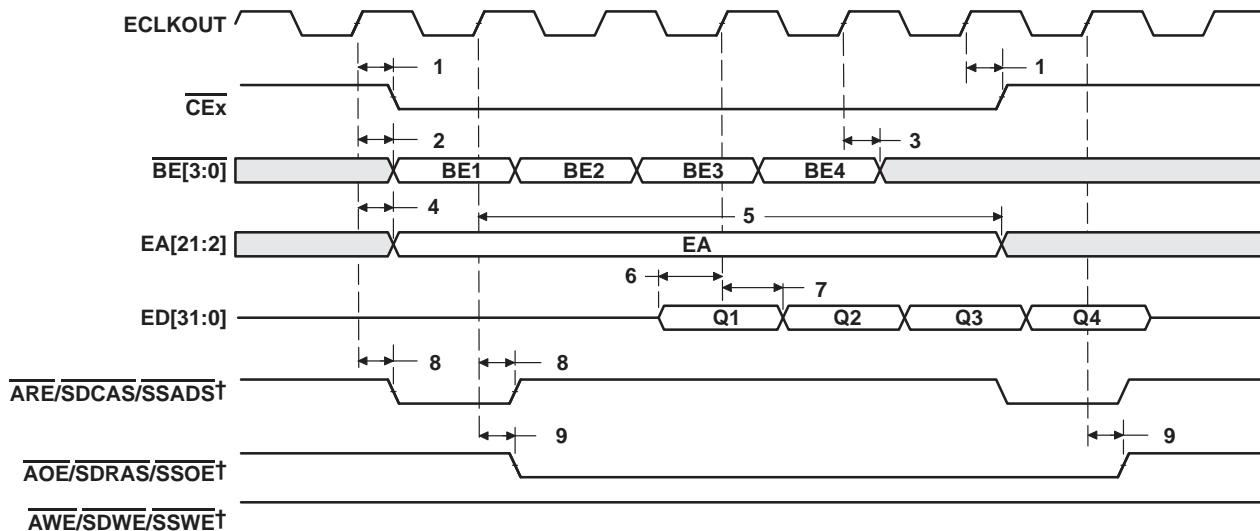 ECLKOUT
1
1
CEx
2
3
BE[3:0]
BE1
BE2
BE3
BE4
4
5
EA[21:2]
EA
6
7
ED[31:0]
Q1
Q2
Q3
Q4
8
8
ARE/SDCAS/SSADS†
9
9
AOE/SDRAS/SSOE†
AWE/SDWE/SSWE†